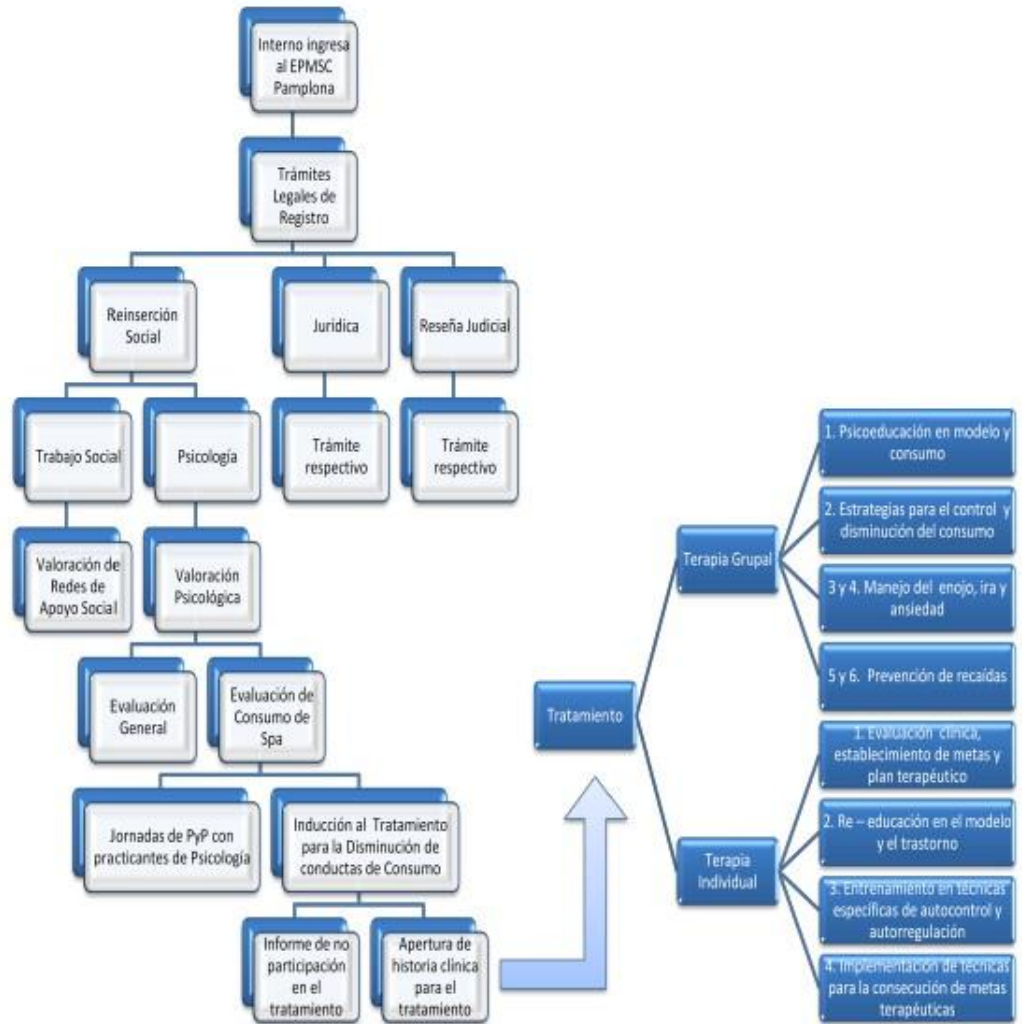 Interno ingresa
al EPMSC
Pamplona
Trámites
Legales de
Registro
Reinserción
Social
Jurídica
Reseña Judicial
Trabajo Social
Psicología
Trámite
respectivo
Trámite
respectivo
Valoración de
Redes de
Apoyo Social
Valoración
Psicológica
Evaluación
General
Evaluación de
Consumo de
Spa
Jornadas de PyP con
practicantes de Psicología
Inducción al Tratamiento
para la Disminución de
conductas de Consumo
Informe de no
participación
en el
tratamiento
Apertura de
historia clínica
para el
tratamiento
Tratamiento
Terapia Grupal
1. Psicoeducación en modelo y
consumo
2. Estrategias para el control y
disminución del consumo
3 y 4. Manejo del enojo, ira y
ansiedad
5 y 6. Prevención de recaídas
Terapia
Individual
1. Evaluación clínica,
establecimiento de metas y
plan terapéutico
2. Re – educación en el modelo
y el trastorno
3. Entrenamiento en técnicas
específicas de autocontrol y
autorregulación
4. Implementación de técnicas
para la consecución de metas
terapéuticas